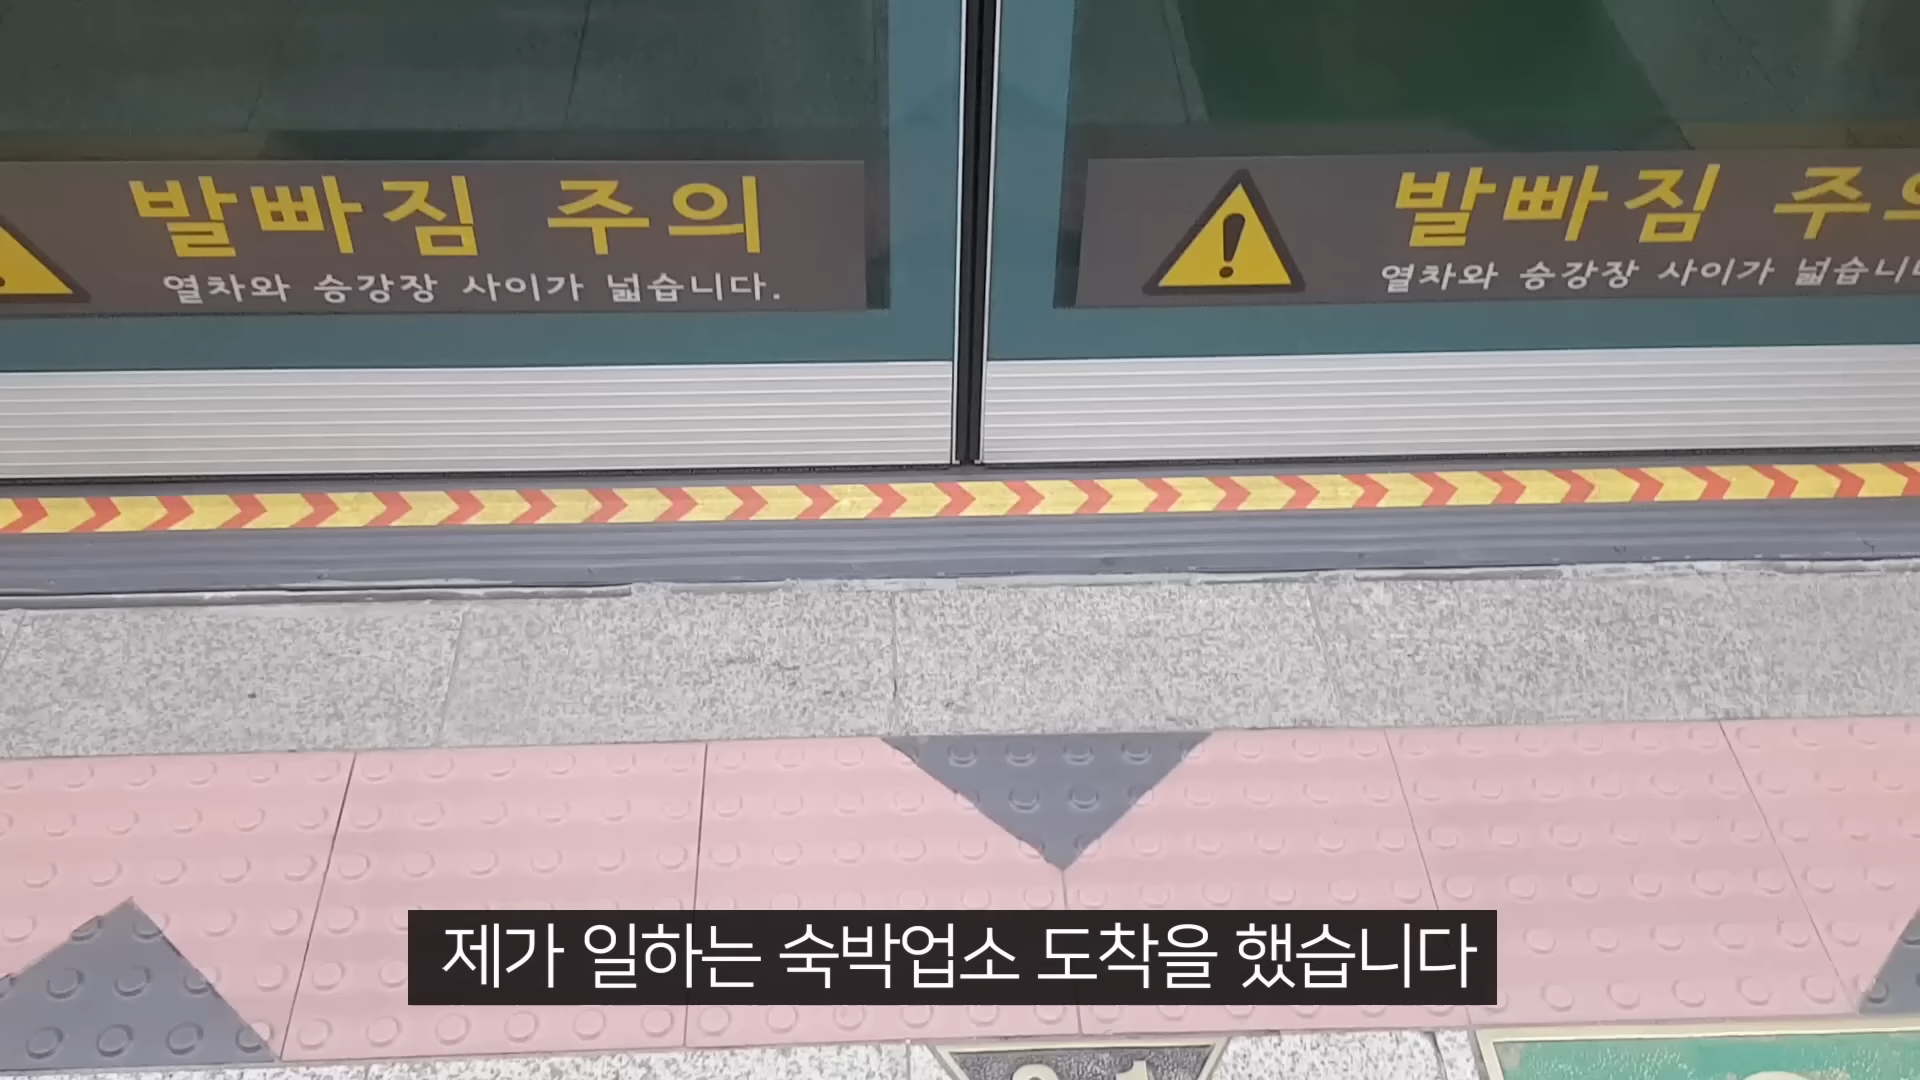 발빠짐 주의
열차와 승강장 사이가 넓습니다.
발빠짐 주의
열차와 승강장 사이가 넓습니
제가 일하는 숙박업소 도착을 했습니다